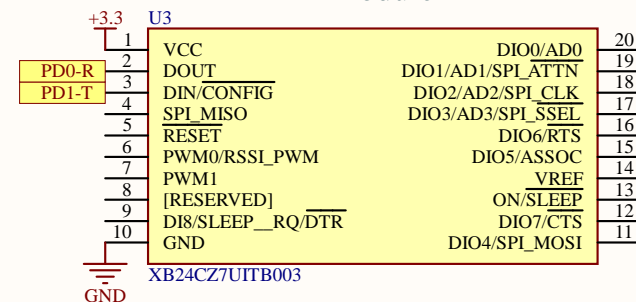 +3.3 U3
1 VCC DIO0/AD0 20
PD0-R 2 DOUT DIO1/AD1/SPI_ATTN 19
PD1-T 3 DIN/CONFIG DIO2/AD2/SPI_CLK 18
4 SPI_MISO DIO3/AD3/SPI_SSEL 17
5 RESET DIO6/RTS 16
6 PWM0/RSSI_PWM DIO5/ASSOC 15
7 PWM1 VREF 14
8 [RESERVED] ON/SLEEP 13
9 DI8/SLEEP__RQ/DTR DIO7/CTS 12
10 GND DIO4/SPI_MOSI 11
XB24CZ7UITB003
GND